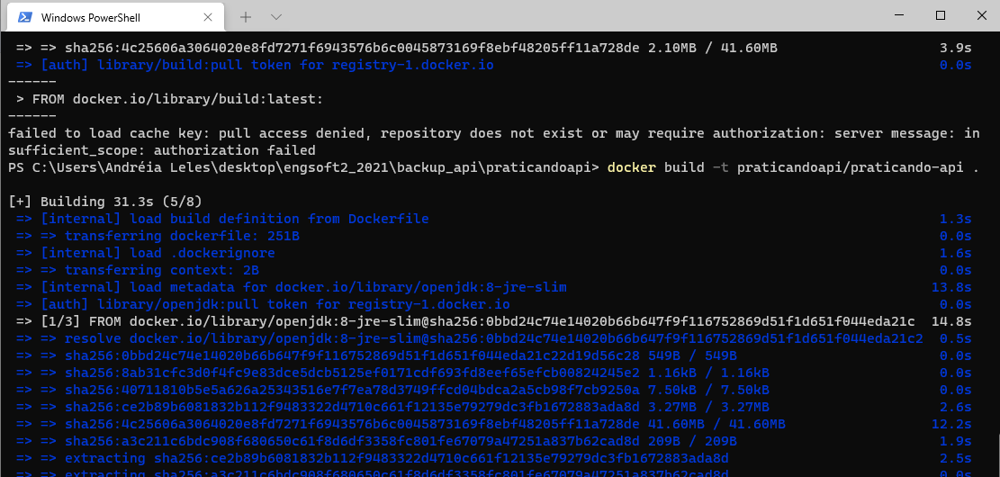 Windows PowerShell
=> => sha256:4c25606a3064020e8fd7271f6943576b6c0045873169f8ebf48205ff11a728de 2.10MB / 41.60MB 3.9s
=> [auth] library/build:pull token for registry-1.docker.io 0.0s
------
> FROM docker.io/library/build:latest:
------
failed to load cache key: pull access denied, repository does not exist or may require authorization: server message: in
sufficient_scope: authorization failed
PS C:\Users\Andréia Leles\desktop\engsoft2_2021\backup_api\praticandoapi> docker build -t praticandoapi/praticando-api .
[+] Building 31.3s (5/8)
=> [internal] load build definition from Dockerfile 1.3s
=> => transferring dockerfile: 251B 0.0s
=> [internal] load .dockerignore 1.6s
=> => transferring context: 2B 0.0s
=> [internal] load metadata for docker.io/library/openjdk:8-jre-slim 13.8s
=> [auth] library/openjdk:pull token for registry-1.docker.io 0.0s
=> [1/3] FROM docker.io/library/openjdk:8-jre-slim@sha256:0bbd24c74e14020b66b647f9f116752869d51f1d651f044eda21c 14.8s
=> => resolve docker.io/library/openjdk:8-jre-slim@sha256:0bbd24c74e14020b66b647f9f116752869d51f1d651f044eda21c2 0.5s
=> => sha256:0bbd24c74e14020b66b647f9f116752869d51f1d651f044eda21c22d19d56c28 549B / 549B 0.0s
=> => sha256:8ab31cfc3d0f4fc9e83dce5dcb5125ef0171cdf693fd8eef65efcb00824245e2 1.16kB / 1.16kB 0.0s
=> => sha256:40711810b5e5a626a25343516e7f7ea78d3749ffcd04bdca2a5cb98f7cb9250a 7.50kB / 7.50kB 0.0s
=> => sha256:ce2b89b6081832b112f9483322d4710c661f12135e79279dc3fb1672883ada8d 3.27MB / 3.27MB 2.6s
=> => sha256:4c25606a3064020e8fd7271f6943576b6c0045873169f8ebf48205ff11a728de 41.60MB / 41.60MB 12.2s
=> => sha256:a3c211c6bdc908f680650c61f8d6df3358fc801fe67079a47251a837b62cad8d 209B / 209B 1.9s
=> => extracting sha256:ce2b89b6081832b112f9483322d4710c661f12135e79279dc3fb1672883ada8d 2.5s
=> => extracting sha256:a3c211c6bdc908f680650c61f8d6df3358fc801fe67079a47251a837b62cad8d 0.0s